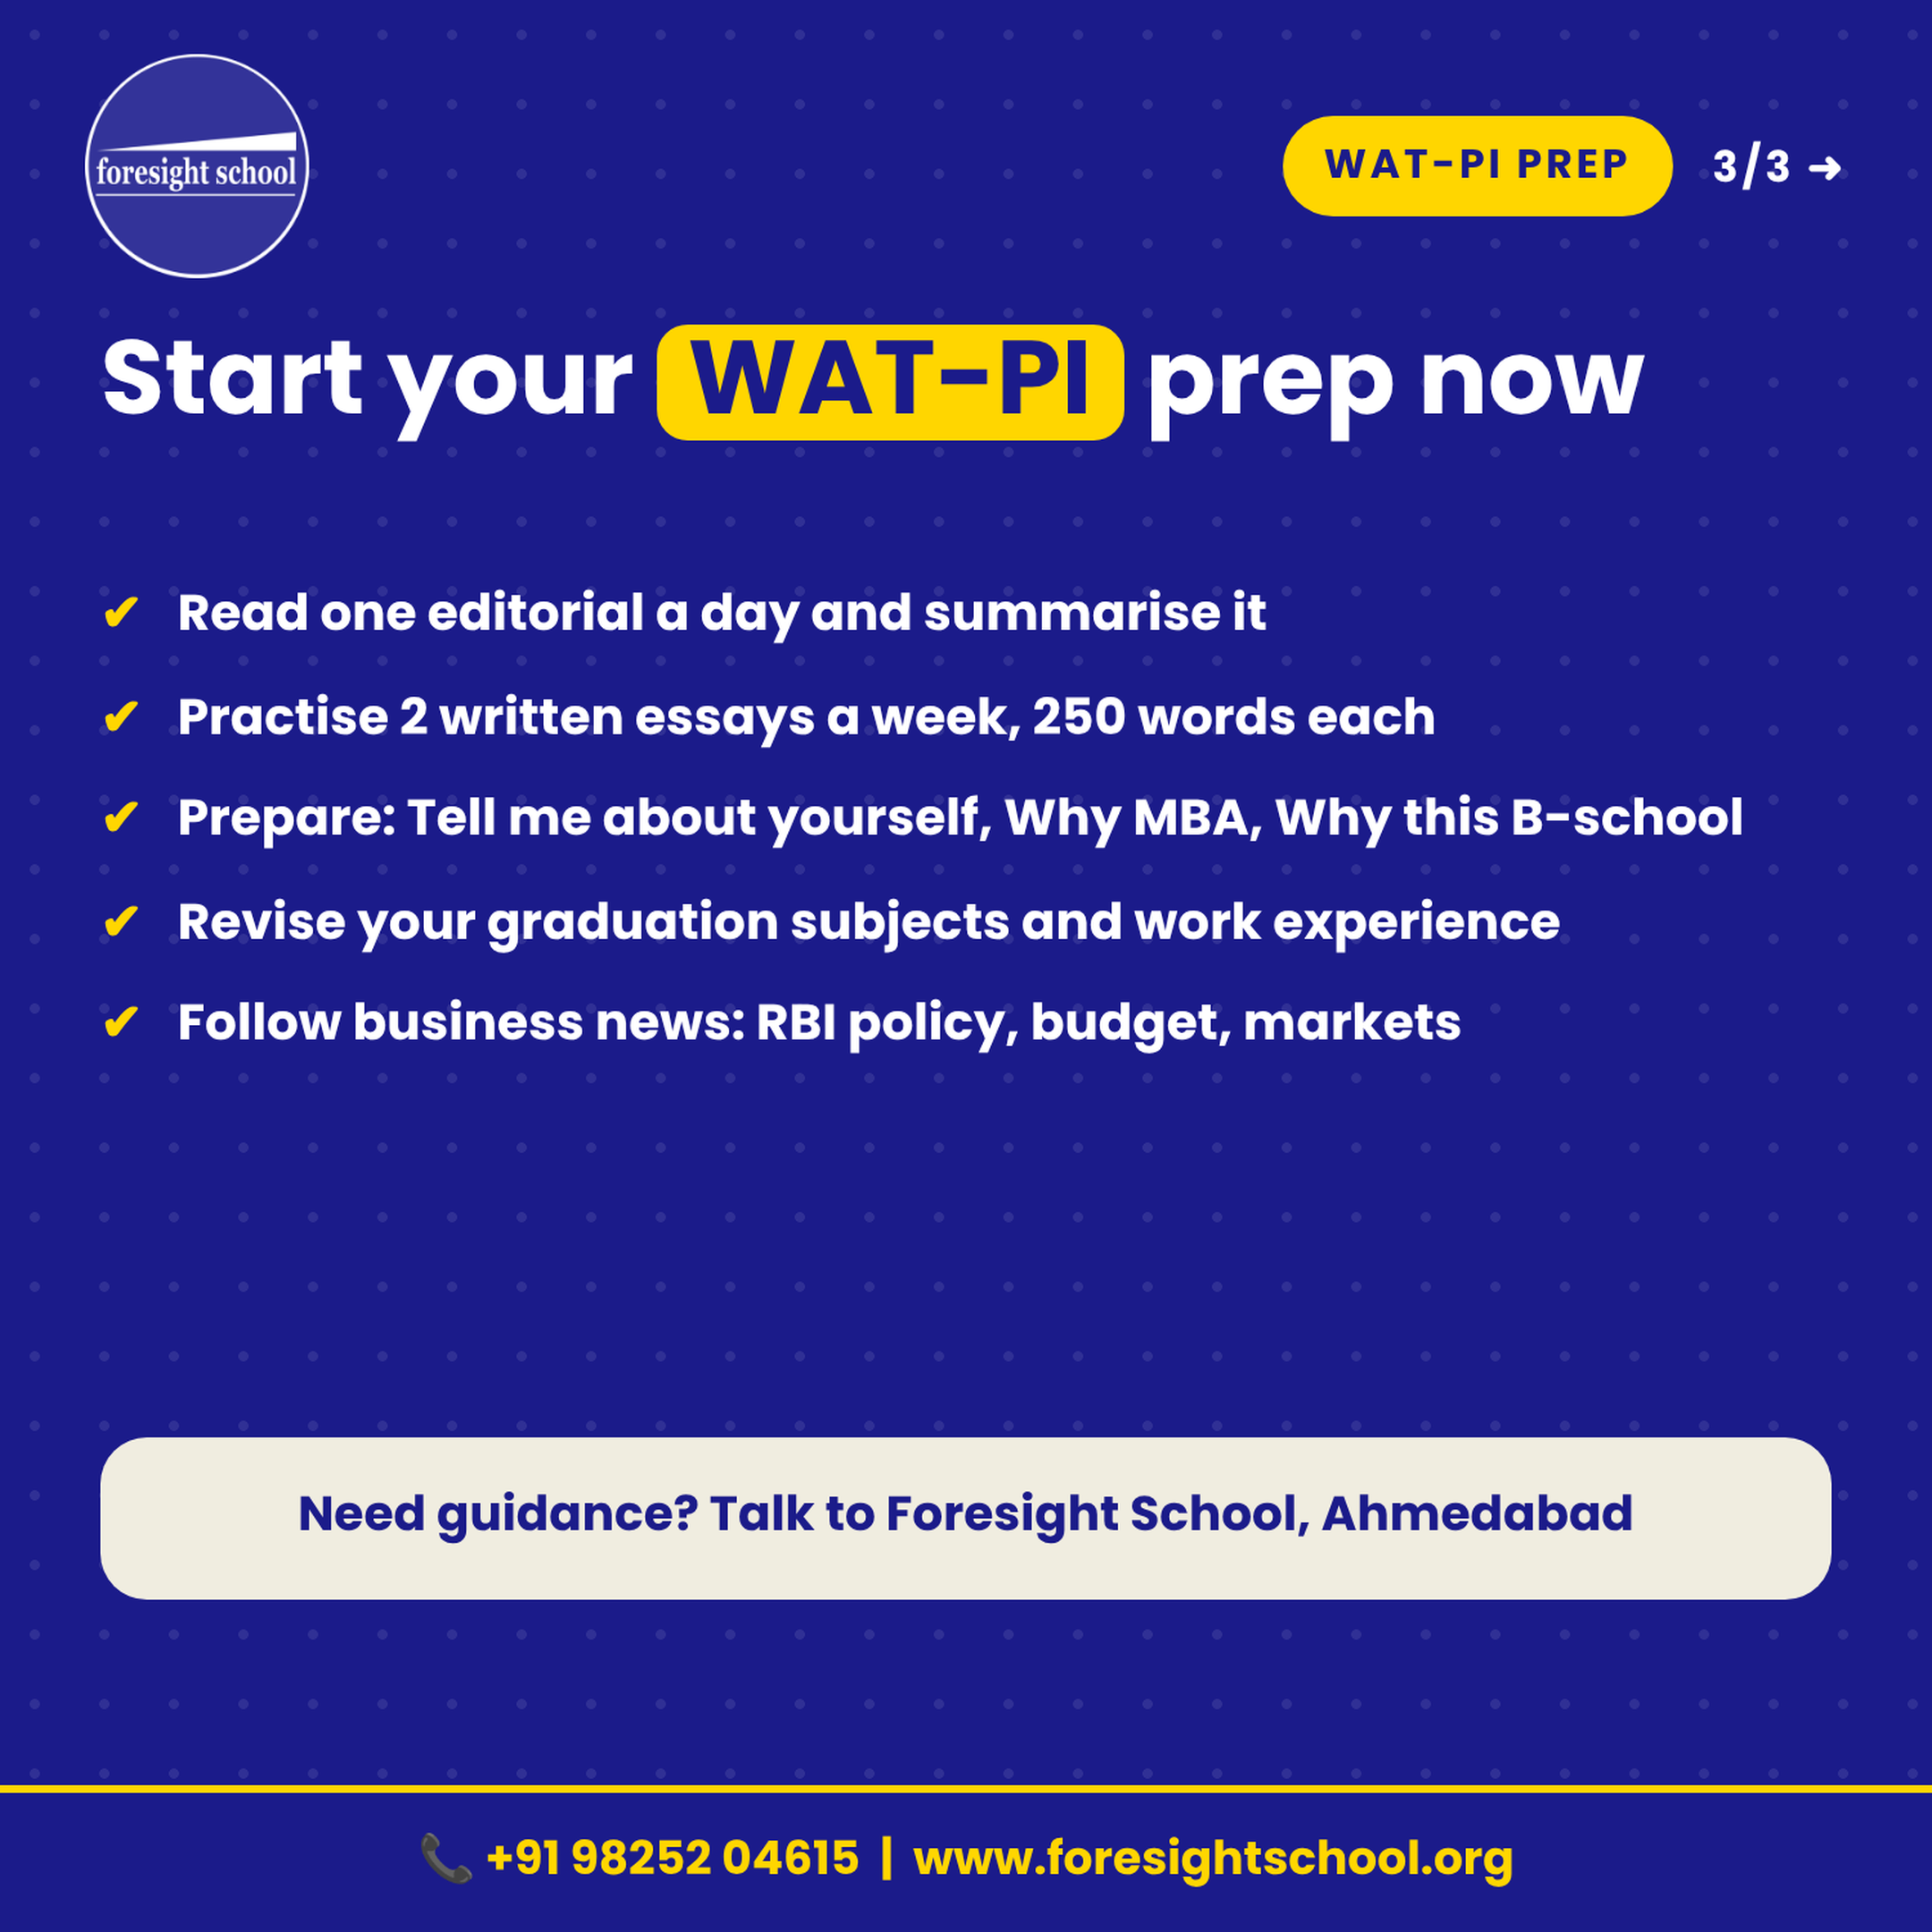 foresight school
WAT-PI PREP
3/3 ➜
Start your WAT-PI prep now
✔ Read one editorial a day and summarise it
✔ Practise 2 written essays a week, 250 words each
✔ Prepare: Tell me about yourself, Why MBA, Why this B-school
✔ Revise your graduation subjects and work experience
✔ Follow business news: RBI policy, budget, markets
Need guidance? Talk to Foresight School, Ahmedabad
📞 +91 98252 04615 | www.foresightschool.org